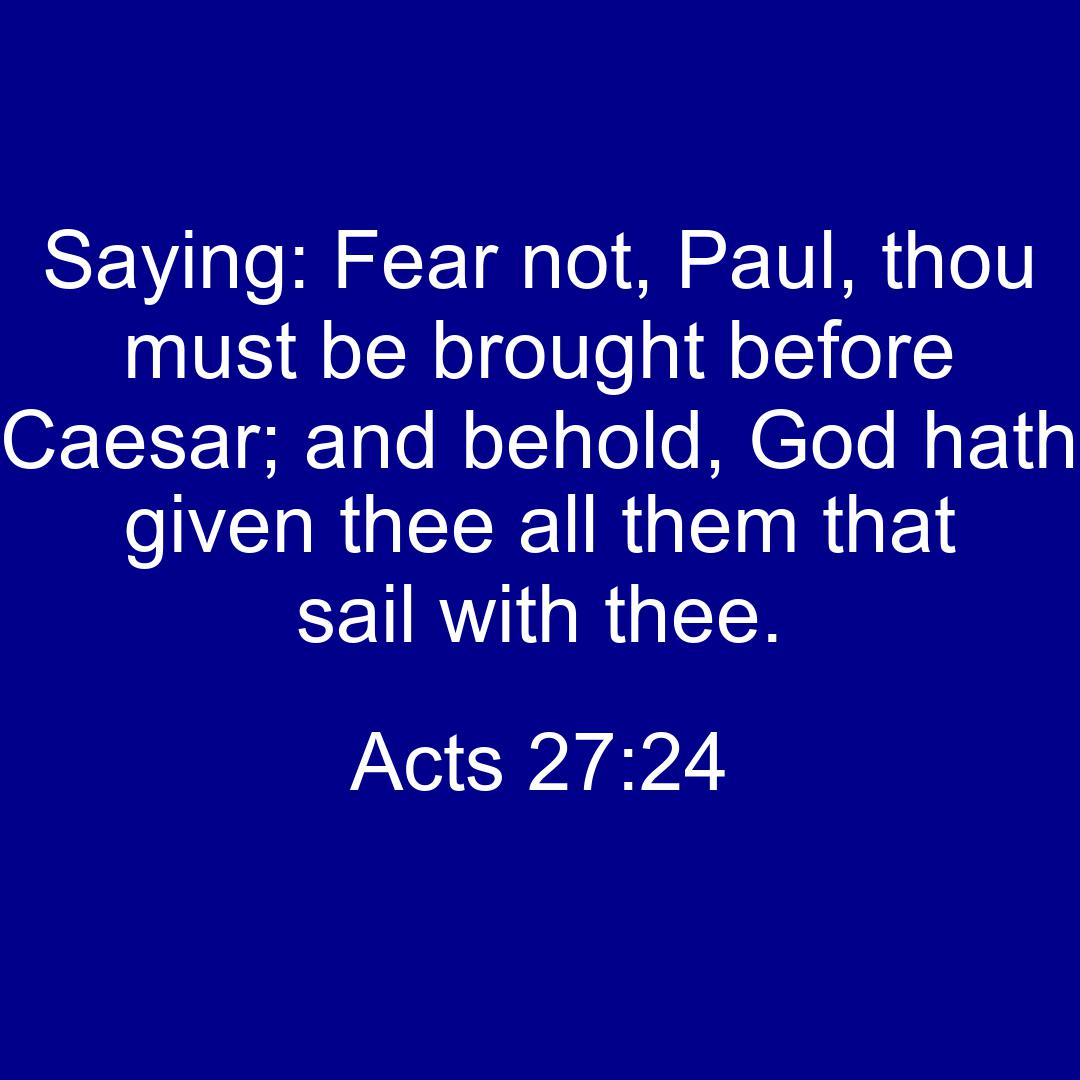 Saying: Fear not, Paul, thou
must be brought before
Caesar; and behold, God hath
given thee all them that
sail with thee.
Acts 27:24